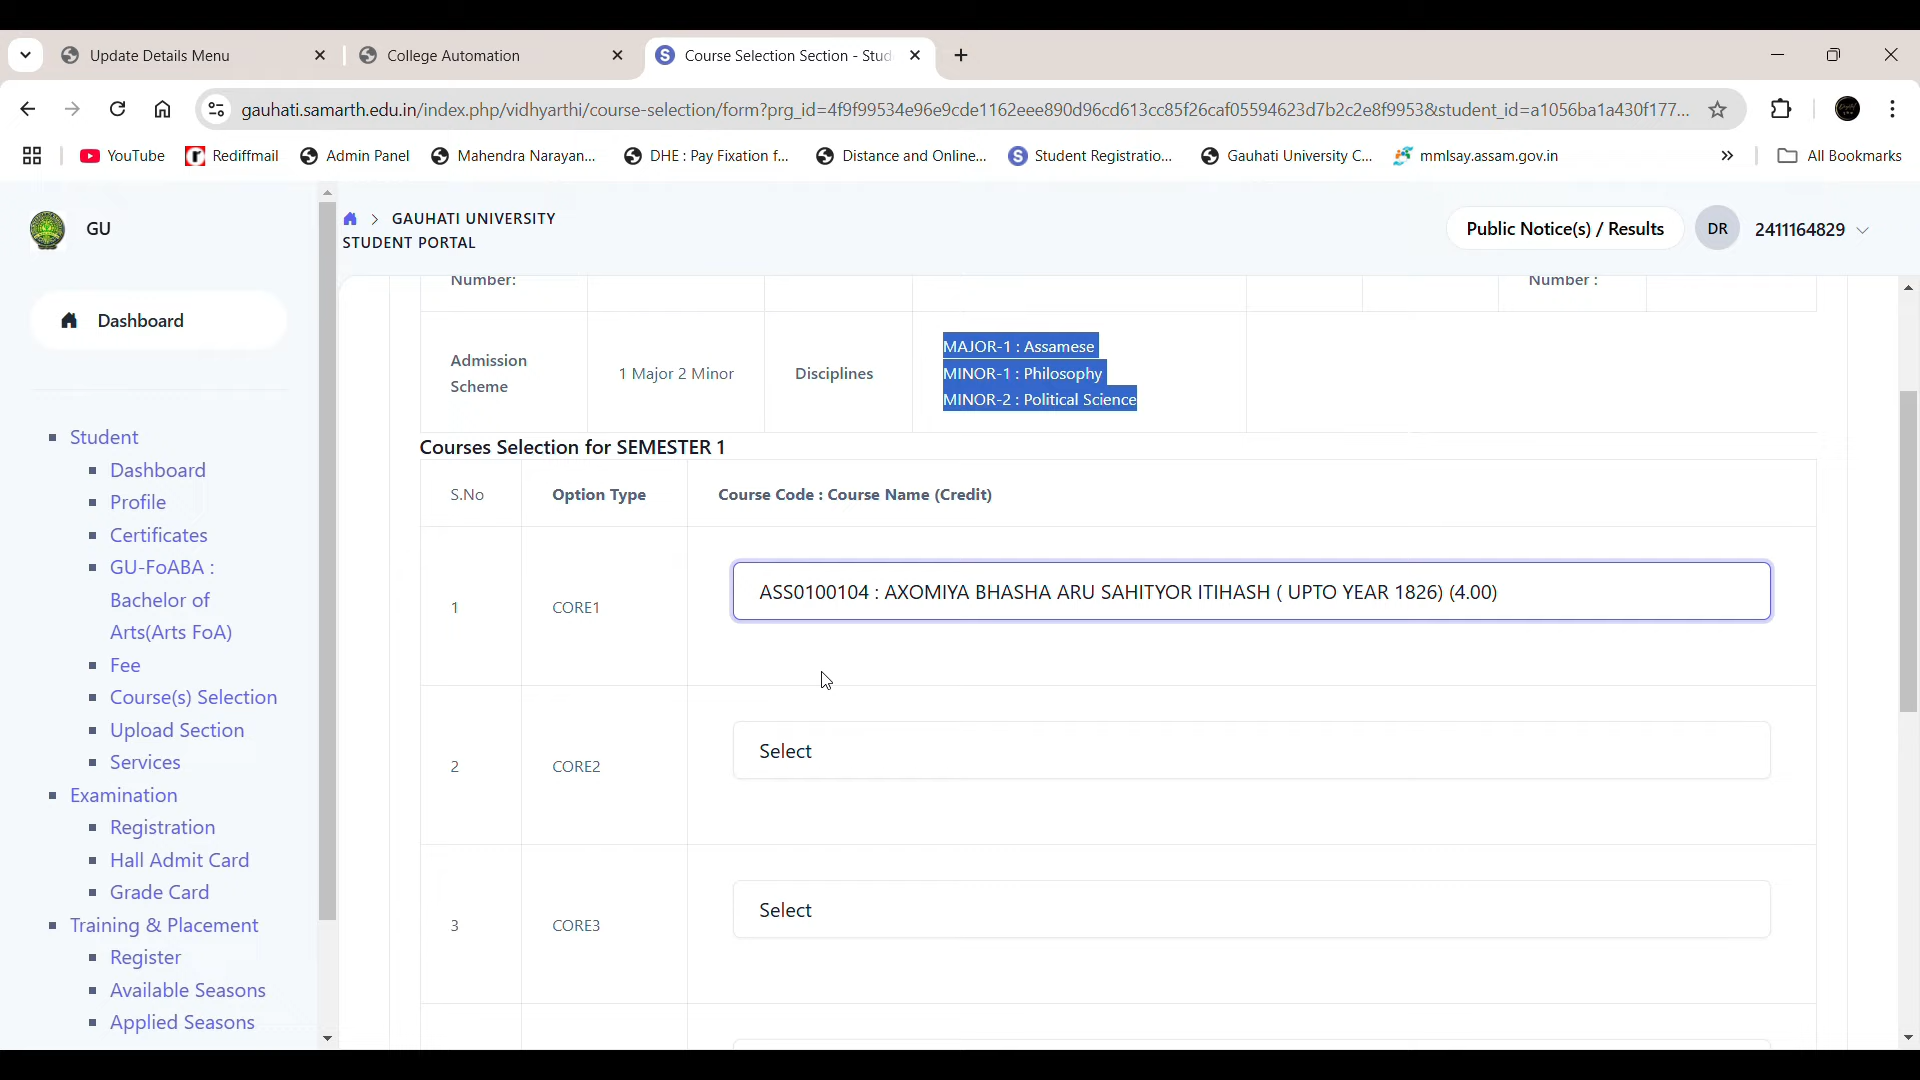 Update Details Menu
College Automation
Course Selection Section - Stud
gauhati.samarth.edu.in/index.php/vidhyarthi/course-selection/form?prg_id=4f9f99534e96e9cde1162eee890d96cd613cc85f26caf05594623d7b2c2e8f9953&student_id=a1056ba1a430f177...
YouTube
Rediffmail
Admin Panel
Mahendra Narayan...
DHE : Pay Fixation f...
Distance and Online...
Student Registratio...
Gauhati University C...
mmlsay.assam.gov.in
All Bookmarks
GU
GAUHATI UNIVERSITY
STUDENT PORTAL
Public Notice(s) / Results
DR
2411164829
Dashboard
Student
Dashboard
Profile
Certificates
GU-FoABA :
Bachelor of
Arts(Arts FoA)
Fee
Course(s) Selection
Upload Section
Services
Examination
Registration
Hall Admit Card
Grade Card
Training & Placement
Register
Available Seasons
Applied Seasons
Number:
Number :
Admission
Scheme
1 Major 2 Minor
Disciplines
MAJOR-1 : Assamese
MINOR-1 : Philosophy
MINOR-2 : Political Science
Courses Selection for SEMESTER 1
S.No
Option Type
Course Code : Course Name (Credit)
1
CORE1
ASS0100104 : AXOMIYA BHASHA ARU SAHITYOR ITIHASH ( UPTO YEAR 1826) (4.00)
2
CORE2
Select
3
CORE3
Select